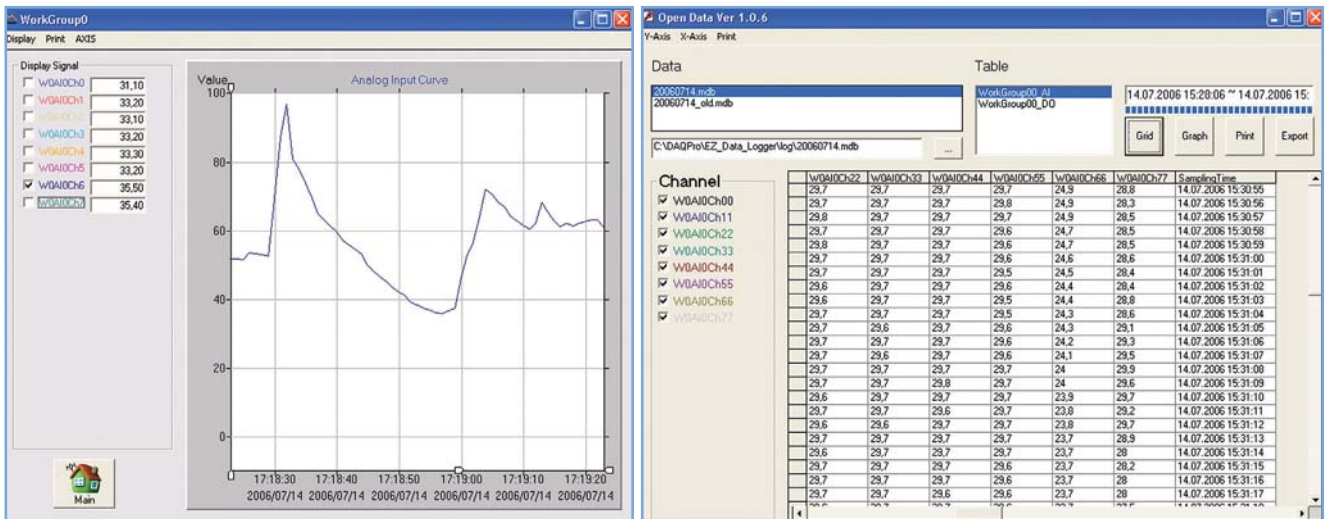 WorkGroup0
Display Print AXIS
Display Signal
W0AI0Ch0 31,10
W0AI0Ch1 33,20
W0AI0Ch2 33,10
W0AI0Ch3 33,20
W0AI0Ch4 33,30
W0AI0Ch5 33,20
W0AI0Ch6 35,50
W0AI0Ch7 35,40
Main
Value
Analog Input Curve
100
80
60
40
20
0
17:18:30 17:18:40 17:18:50 17:19:00 17:19:10 17:19:20
2006/07/14 2006/07/14 2006/07/14 2006/07/14 2006/07/14 2006/07/14
Open Data Ver 1.0.6
Y-Axis X-Axis Print
Data
20060714.mdb
20060714_old.mdb
C:\DAQPro\EZ_Data_Logger\log\20060714.mdb
...
Table
WorkGroup00_AI
WorkGroup00_DO
14.07.2006 15:28:06 ~ 14.07.2006 15:
Grid Graph Print Export
Channel
W0AI0Ch00
W0AI0Ch11
W0AI0Ch22
W0AI0Ch33
W0AI0Ch44
W0AI0Ch55
W0AI0Ch66
W0AI0Ch77
W0AI0Ch22 W0AI0Ch33 W0AI0Ch44 W0AI0Ch55 W0AI0Ch66 W0AI0Ch77 SamplingTime
29,7 29,7 29,7 29,7 24,9 28,8 14.07.2006 15:30:55
29,7 29,7 29,7 29,8 24,9 28,3 14.07.2006 15:30:56
29,8 29,7 29,7 29,7 24,9 28,5 14.07.2006 15:30:57
29,7 29,7 29,7 29,6 24,7 28,5 14.07.2006 15:30:58
29,8 29,7 29,7 29,6 24,7 28,5 14.07.2006 15:30:59
29,7 29,7 29,7 29,6 24,6 28,6 14.07.2006 15:31:00
29,7 29,7 29,7 29,5 24,5 28,4 14.07.2006 15:31:01
29,6 29,7 29,7 29,6 24,4 28,4 14.07.2006 15:31:02
29,6 29,7 29,7 29,5 24,4 28,8 14.07.2006 15:31:03
29,7 29,7 29,7 29,5 24,3 28,6 14.07.2006 15:31:04
29,7 29,6 29,7 29,6 24,3 29,1 14.07.2006 15:31:05
29,7 29,7 29,7 29,6 24,2 29,3 14.07.2006 15:31:06
29,7 29,6 29,7 29,6 24,1 29,5 14.07.2006 15:31:07
29,7 29,7 29,7 29,7 24 29,9 14.07.2006 15:31:08
29,7 29,7 29,8 29,7 24 29,6 14.07.2006 15:31:09
29,6 29,7 29,7 29,6 23,9 29,7 14.07.2006 15:31:10
29,7 29,7 29,6 29,7 23,8 29,2 14.07.2006 15:31:11
29,6 29,6 29,7 29,7 23,8 29,7 14.07.2006 15:31:12
29,7 29,7 29,7 29,7 23,7 28,9 14.07.2006 15:31:13
29,6 29,7 29,7 29,7 23,7 28 14.07.2006 15:31:14
29,7 29,7 29,7 29,6 23,7 28,2 14.07.2006 15:31:15
29,7 29,7 29,7 29,6 23,7 28 14.07.2006 15:31:16
29,7 29,7 29,6 29,6 23,7 28 14.07.2006 15:31:17